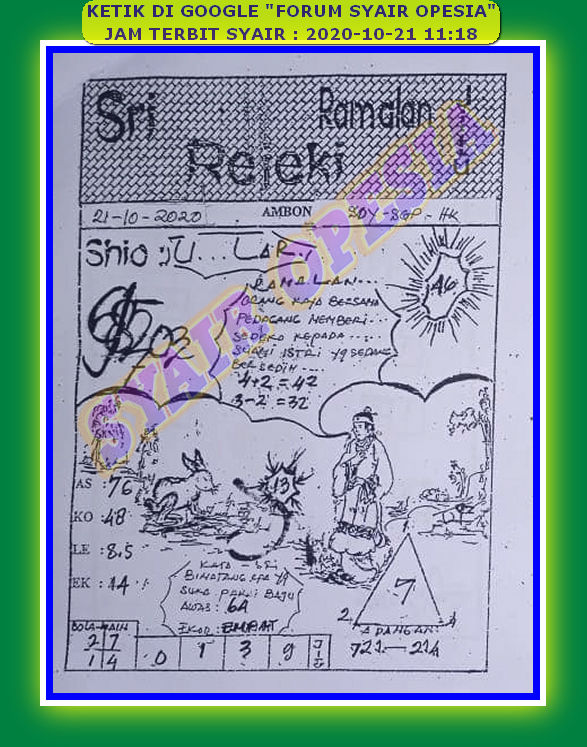 KETIK DI GOOGLE "FORUM SYAIR OPESIA"
JAM TERBIT SYAIR : 2020-10-21 11:18
Sri
Ramalan
Rejeki
21-10-2020 AMBON SDY-SGP-HK
Shio : U... LAR
RAMALAN...
ORANG KAYA BERSAMA
PEDAGANG MEMBERI...
SEDEKO KEPADA...
SUAMI ISTRI YG SEDANG
BERSEDIH...
4+2 = 42
3-2 = 32
46
SYAIR OPESIA
13
AS : 76
KO : 48
LE : 8.5
EK : 14
KATA - SRI
BINATANG APA YG
SUKA PAKAI BAJU
AWAS : 6A
EKOR : EMPAT
7
2
ADANGAN
721 — 214
BOLA MAIN
2 7
1 4
0 1 3 9